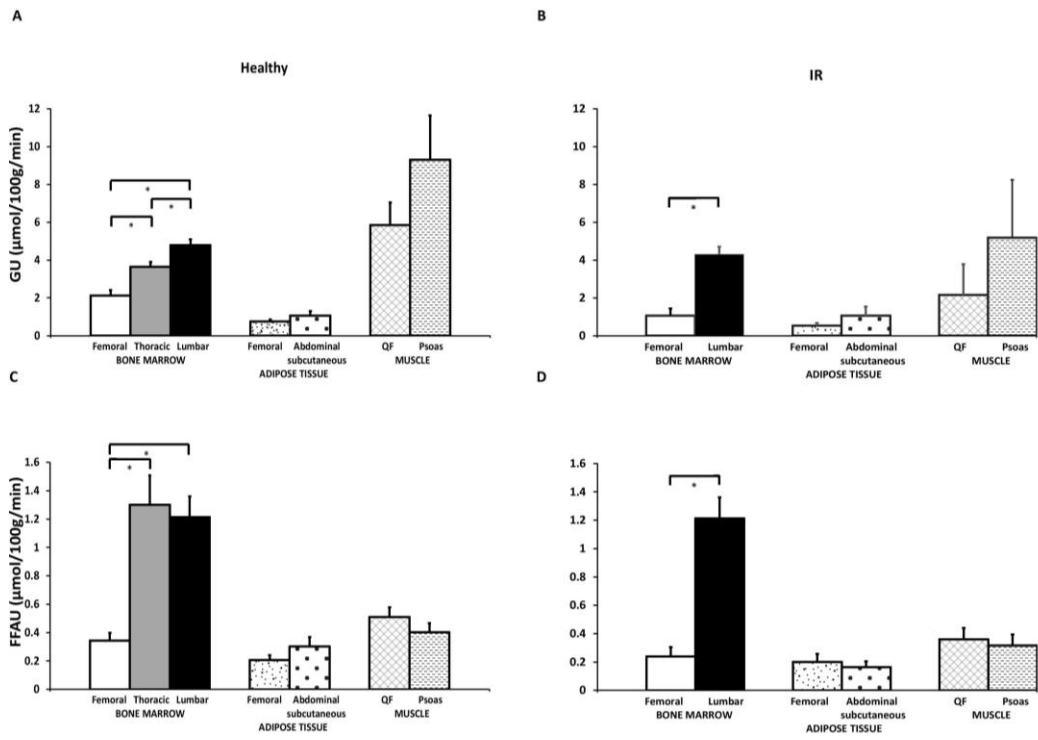 A
Healthy
GU (μmol/100g/min)
12
10
8
6
4
2
0
*
*
*
Femoral Thoracic Lumbar
BONE MARROW
Femoral Abdominal
subcutaneous
ADIPOSE TISSUE
QF Psoas
MUSCLE
B
IR
12
10
8
6
4
2
0
*
Femoral Lumbar
BONE MARROW
Femoral Abdominal
subcutaneous
ADIPOSE TISSUE
QF Psoas
MUSCLE
C
FFAU (μmol/100g/min)
1.6
1.4
1.2
1
0.8
0.6
0.4
0.2
0
*
*
Femoral Thoracic Lumbar
BONE MARROW
Femoral Abdominal
subcutaneous
ADIPOSE TISSUE
QF Psoas
MUSCLE
D
1.6
1.4
1.2
1
0.8
0.6
0.4
0.2
0
*
Femoral Lumbar
BONE MARROW
Femoral Abdominal
subcutaneous
ADIPOSE TISSUE
QF Psoas
MUSCLE